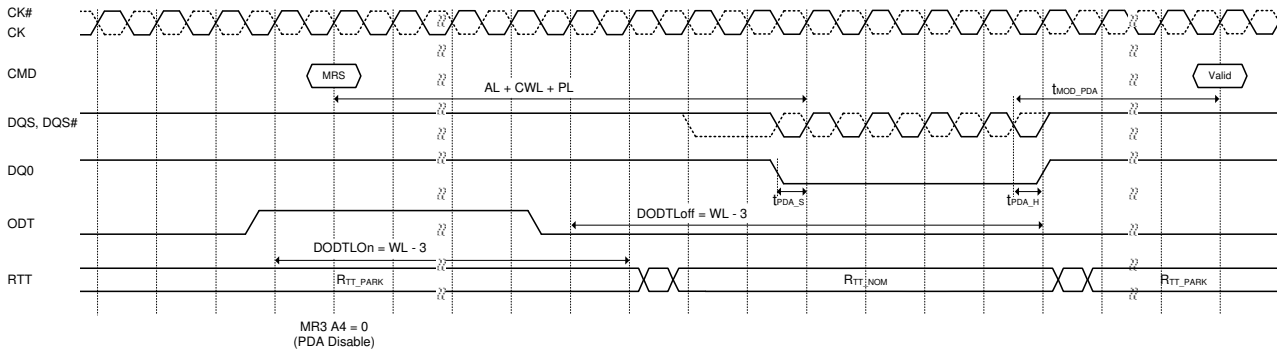 CK#
CK
CMD
MRS
Valid
AL + CWL + PL
tMOD_PDA
DQS, DQS#
DQ0
tPDA_S
tPDA_H
ODT
DODTLoff = WL - 3
DODTLOn = WL - 3
RTT
RTT_PARK
RTT_NOM
RTT_PARK
MR3 A4 = 0
(PDA Disable)